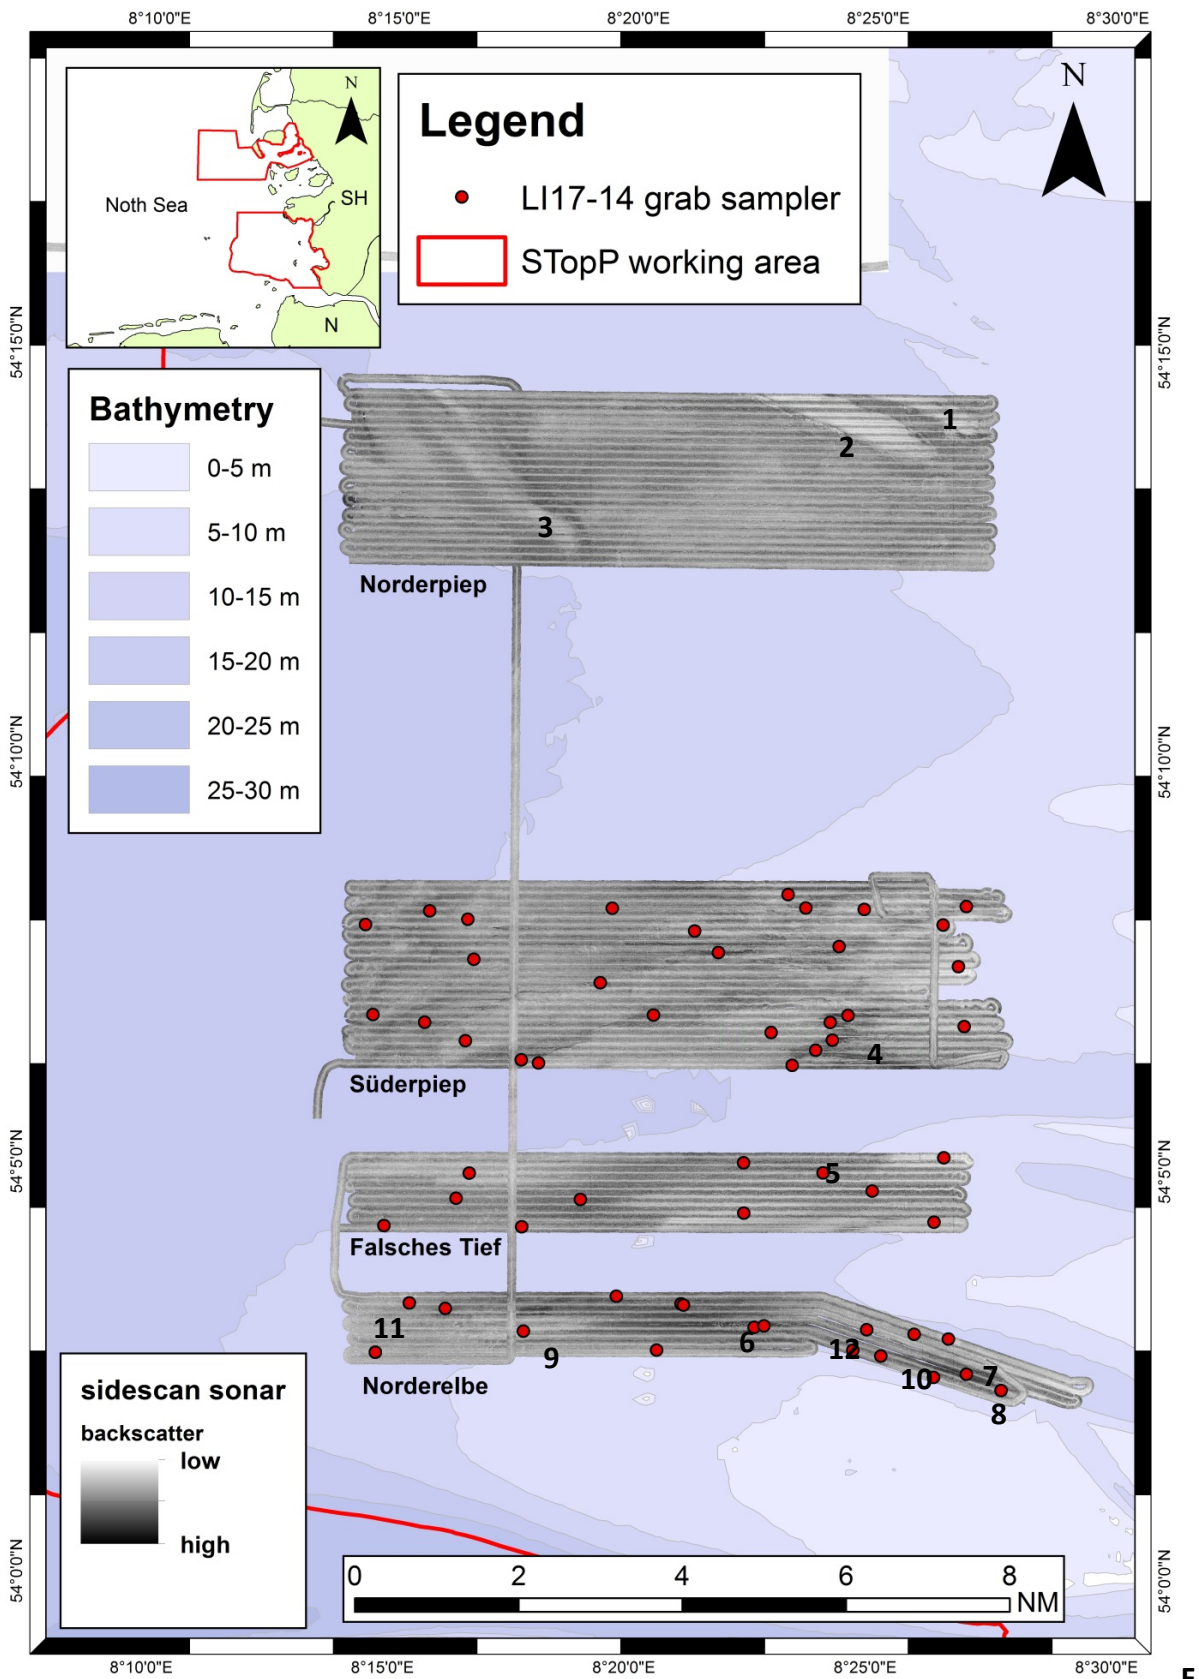 8°10'0"E 8°15'0"E 8°20'0"E 8°25'0"E 8°30'0"E
N
Noth Sea
SH
N
Legend
LI17-14 grab sampler
STopP working area
N
54°15'0"N
54°15'0"N
Bathymetry
0-5 m
5-10 m
10-15 m
15-20 m
20-25 m
25-30 m
1
2
3
Norderpiep
54°10'0"N
54°10'0"N
4
Süderpiep
54°5'0"N
54°5'0"N
5
Falsches Tief
11
9
6
12
10
7
8
Norderelbe
sidescan sonar
backscatter
low
high
54°0'0"N
54°0'0"N
0 2 4 6 8
NM
8°10'0"E 8°15'0"E 8°20'0"E 8°25'0"E 8°30'0"E